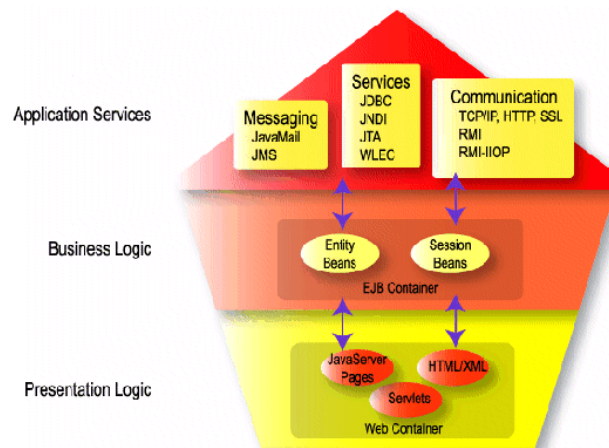 Application Services
Messaging
JavaMail
JMS
Services
JDBC
JNDI
JTA
WLEC
Communication
TCP/IP, HTTP, SSL
RMI
RMI-IIOP
Business Logic
Entity
Beans
Session
Beans
EJB Container
Presentation Logic
JavaServer
Pages
HTML/XML
Servlets
Web Container